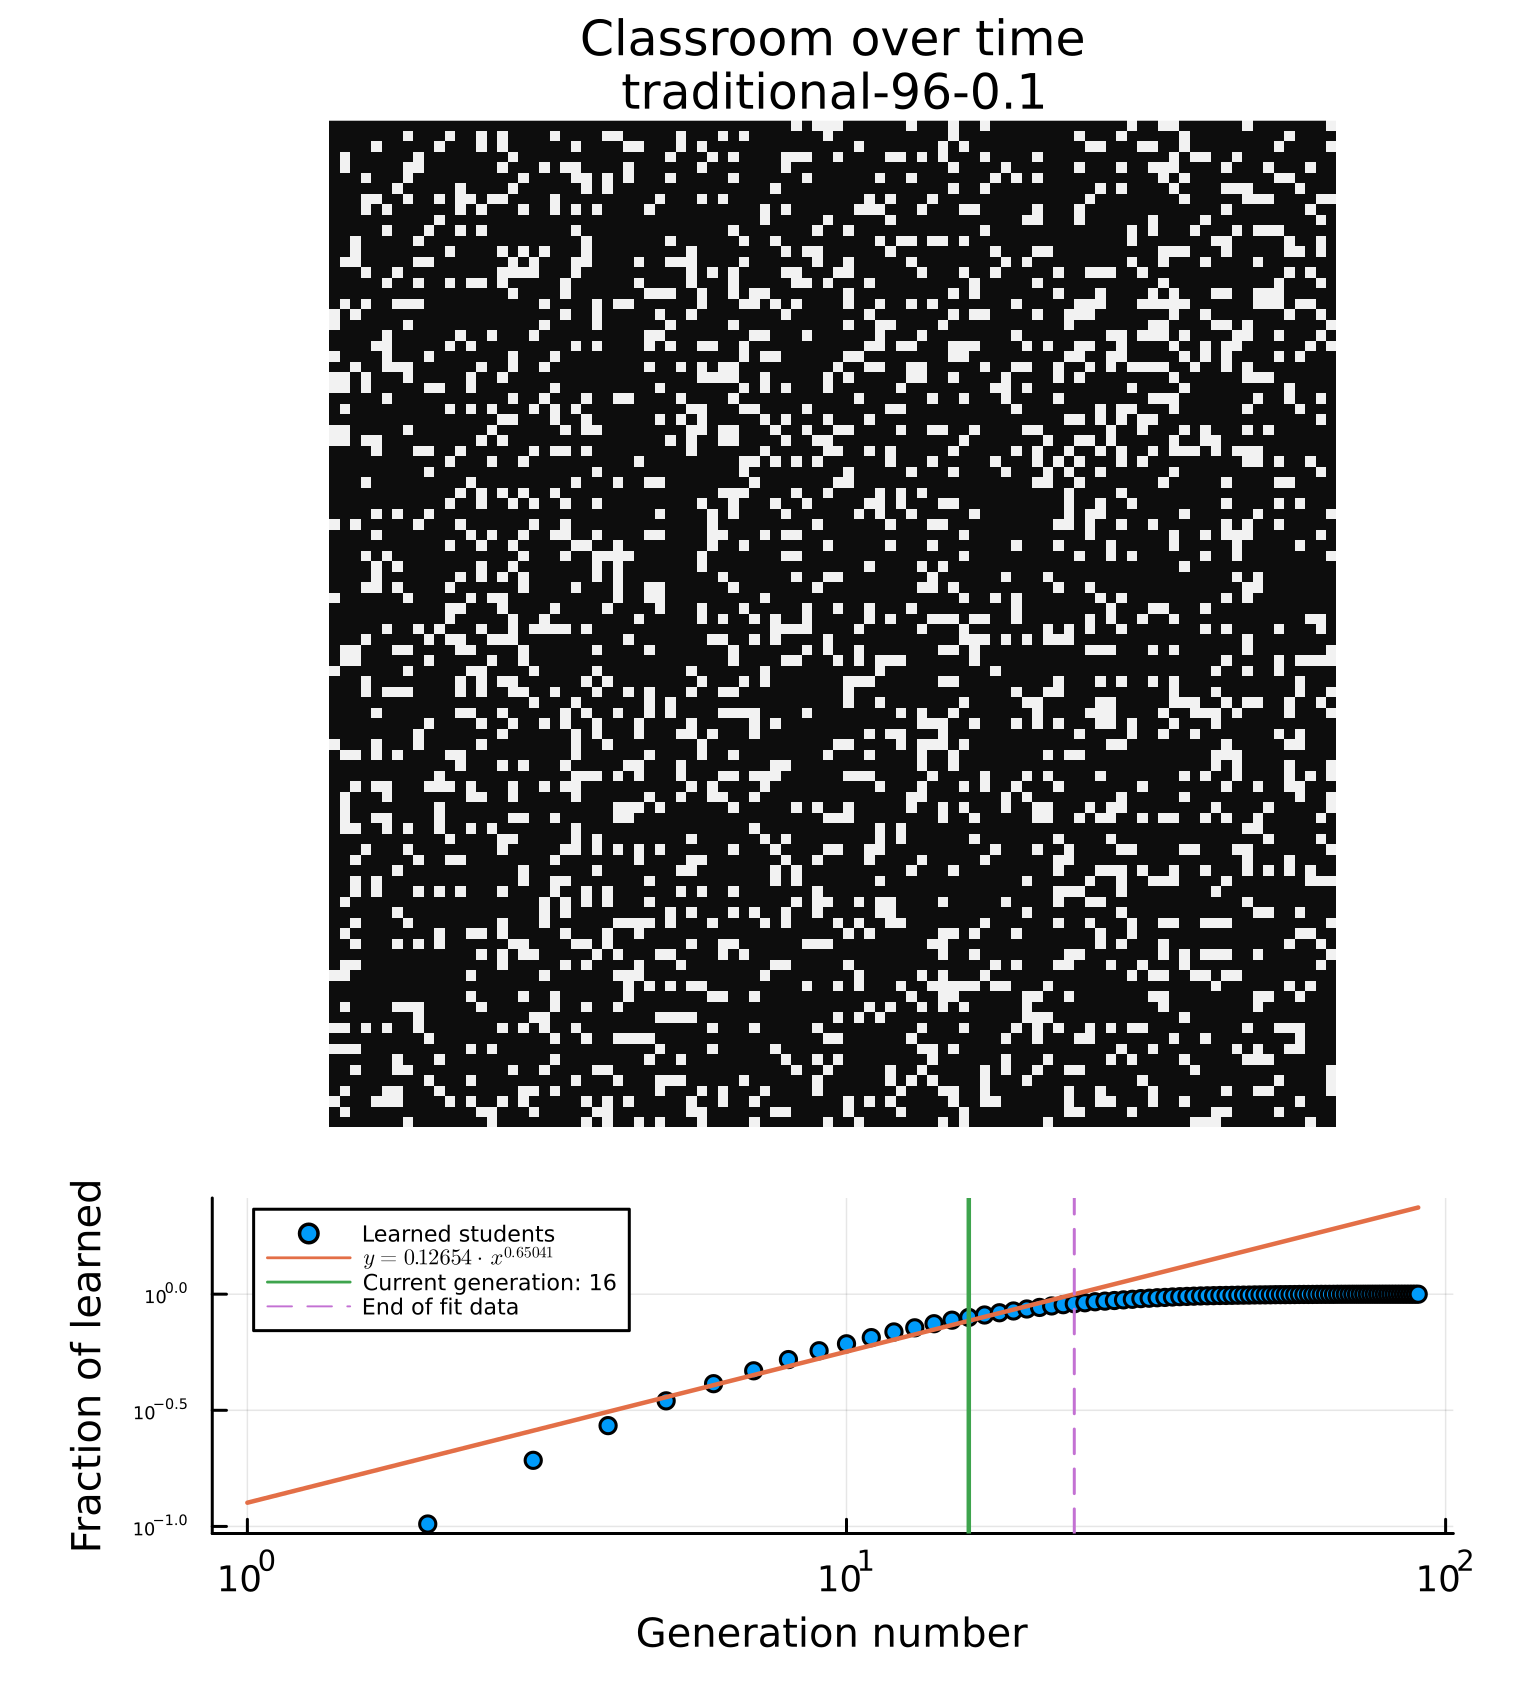 Classroom over time
traditional-96-0.1
Fraction of learned
Learned students
y = 0.12654 · x^0.65041
Current generation: 16
End of fit data
10^0.0
10^−0.5
10^−1.0
10^0
10^1
10^2
Generation number